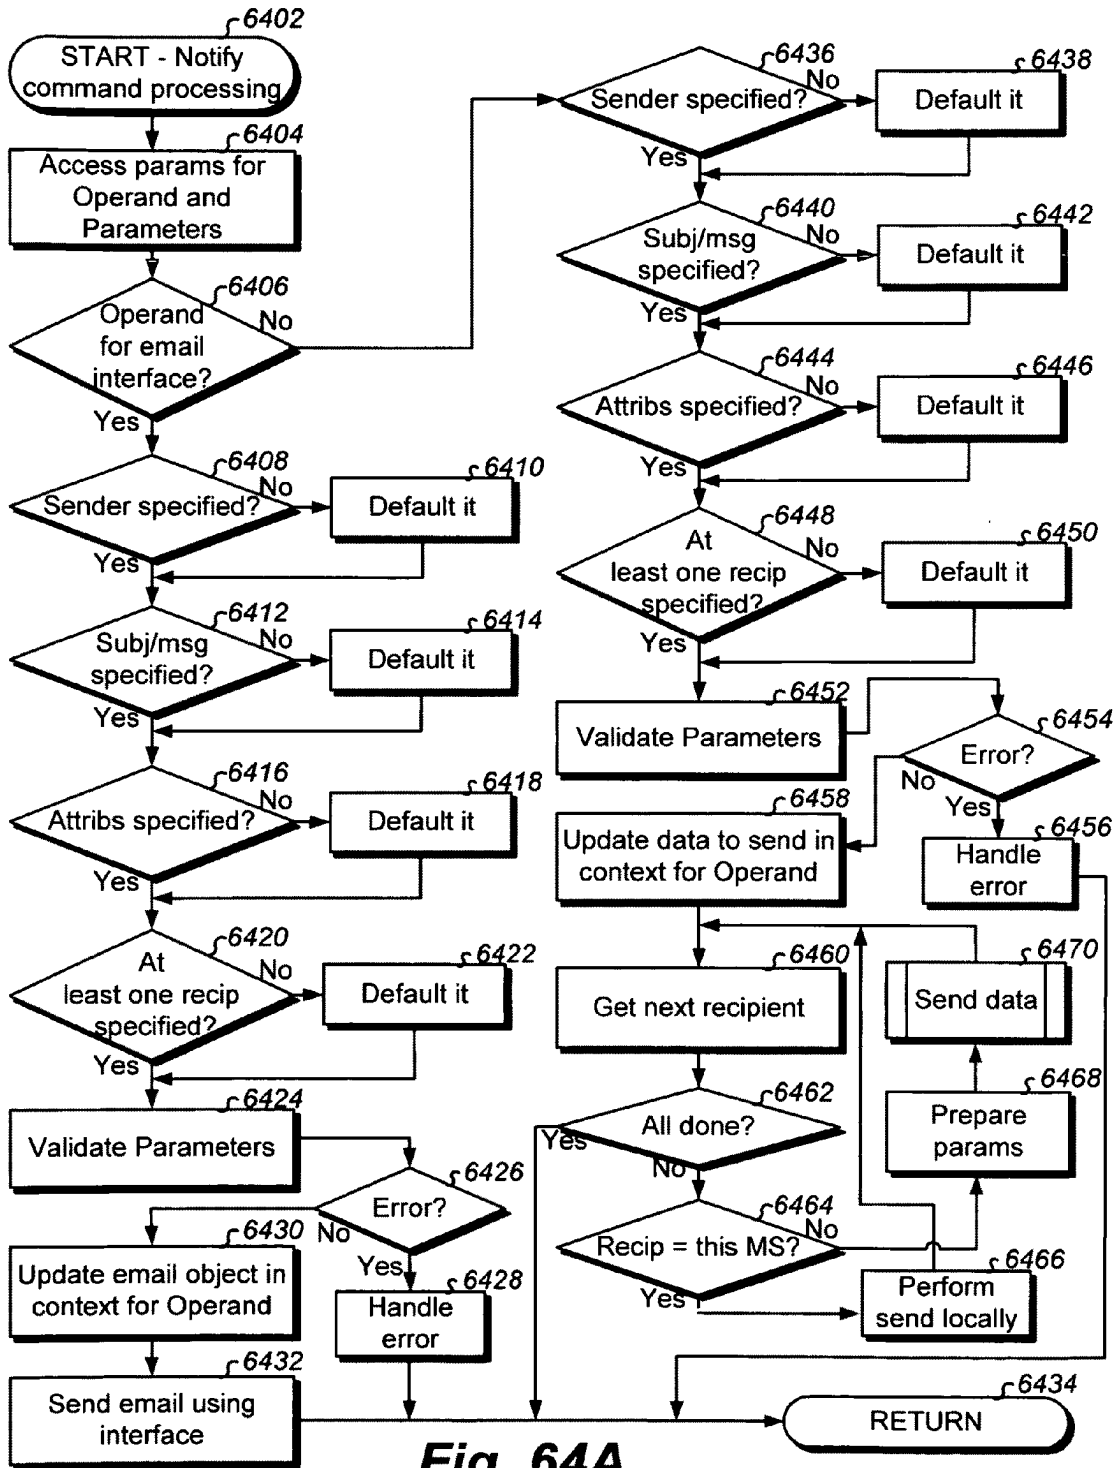 6402
START - Notify
command processing
6404
Access params for
Operand and
Parameters
6406
Operand
for email
interface?
No
Yes
6408
Sender specified?
No
Yes
6410
Default it
6412
Subj/msg
specified?
No
Yes
6414
Default it
6416
Attribs specified?
No
Yes
6418
Default it
6420
At
least one recip
specified?
No
Yes
6422
Default it
6424
Validate Parameters
6426
Error?
No
Yes
6428
Handle
error
6430
Update email object in
context for Operand
6432
Send email using
interface
6436
Sender specified?
No
Yes
6438
Default it
6440
Subj/msg
specified?
No
Yes
6442
Default it
6444
Attribs specified?
No
Yes
6446
Default it
6448
At
least one recip
specified?
No
Yes
6450
Default it
6452
Validate Parameters
6454
Error?
No
Yes
6456
Handle
error
6458
Update data to send in
context for Operand
6460
Get next recipient
6462
All done?
Yes
No
6464
Recip = this MS?
No
Yes
6466
Perform
send locally
6468
Prepare
params
6470
Send data
6434
RETURN
Fig. 64A